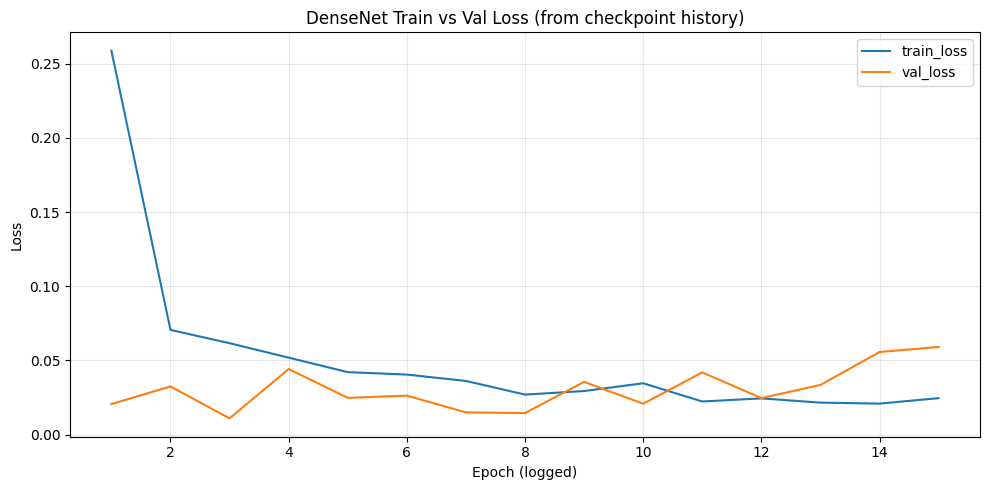 DenseNet Train vs Val Loss (from checkpoint history)
train_loss
val_loss
0.25
0.20
0.15
0.10
0.05
0.00
Loss
2 4 6 8 10 12 14
Epoch (logged)